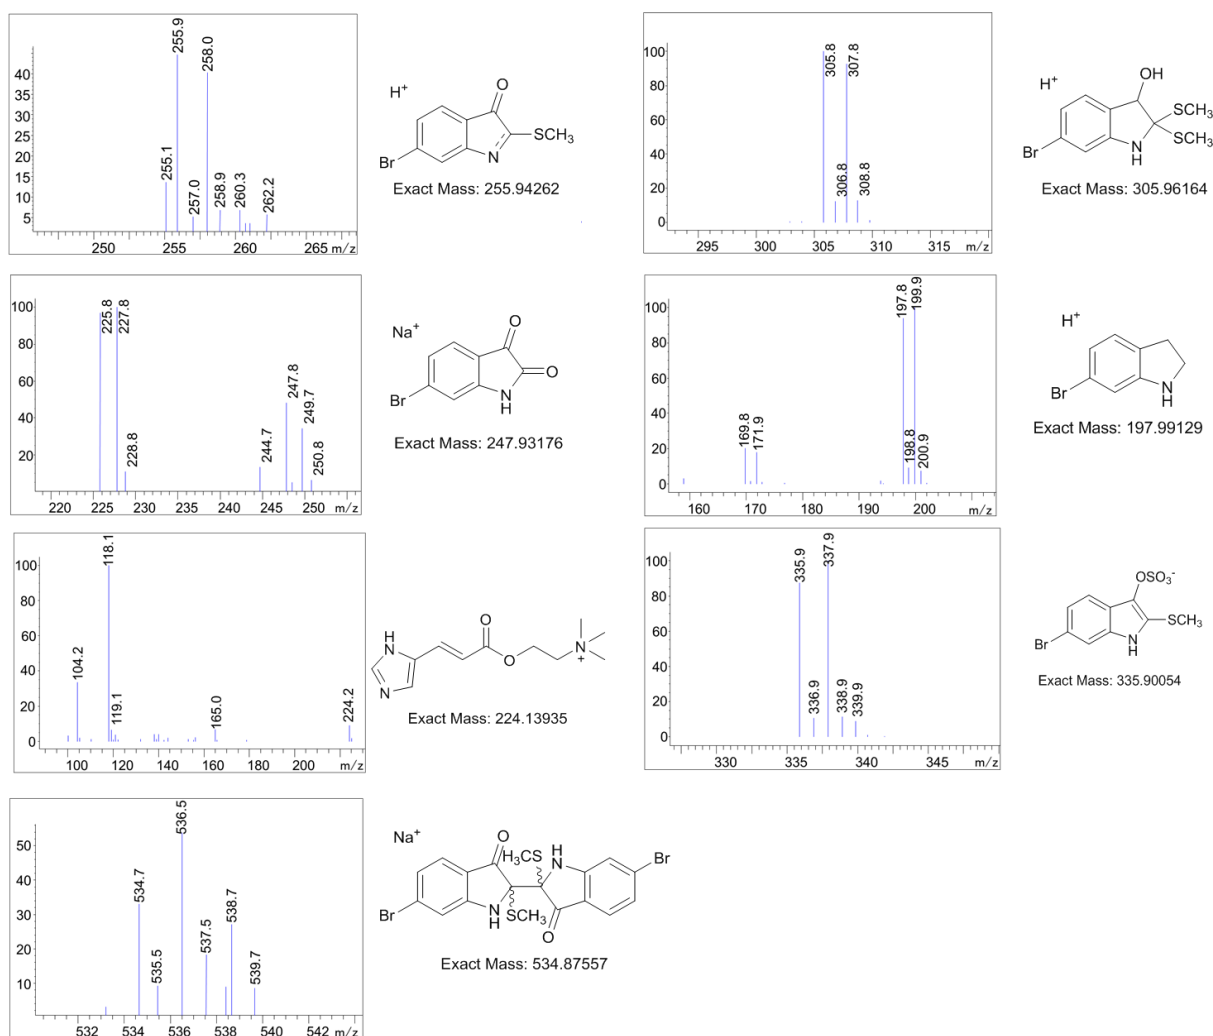 255.9
258.0
255.1
257.0
258.9
260.3
262.2
40
35
30
25
20
15
10
5
250
255
260
265 m/z
H+
O
SCH3
N
Br
Exact Mass: 255.94262
305.8
307.8
306.8
308.8
100
80
60
40
20
0
295
300
305
310
315
m/z
H+
OH
SCH3
SCH3
N
H
Br
Exact Mass: 305.96164
225.8
227.8
228.8
244.7
247.8
249.7
250.8
100
80
60
40
20
220
225
230
235
240
245
250
m/z
Na+
O
O
N
H
Br
Exact Mass: 247.93176
169.8
171.9
197.8
198.8
199.9
200.9
100
80
60
40
20
0
160
170
180
190
200
m/z
H+
N
H
Br
Exact Mass: 197.99129
104.2
118.1
119.1
165.0
224.2
100
80
60
40
20
0
100
120
140
160
180
200
m/z
H
N
N
O
O
N
+
Exact Mass: 224.13935
335.9
336.9
337.9
338.9
339.9
100
80
60
40
20
0
330
335
340
345
m/z
OSO3-
SCH3
N
H
Br
Exact Mass: 335.90054
534.7
535.5
536.5
537.5
538.7
539.7
50
40
30
20
10
532
534
536
538
540
542
m/z
Na+
O
H3CS
H
N
Br
Br
N
H
SCH3
O
Exact Mass: 534.87557